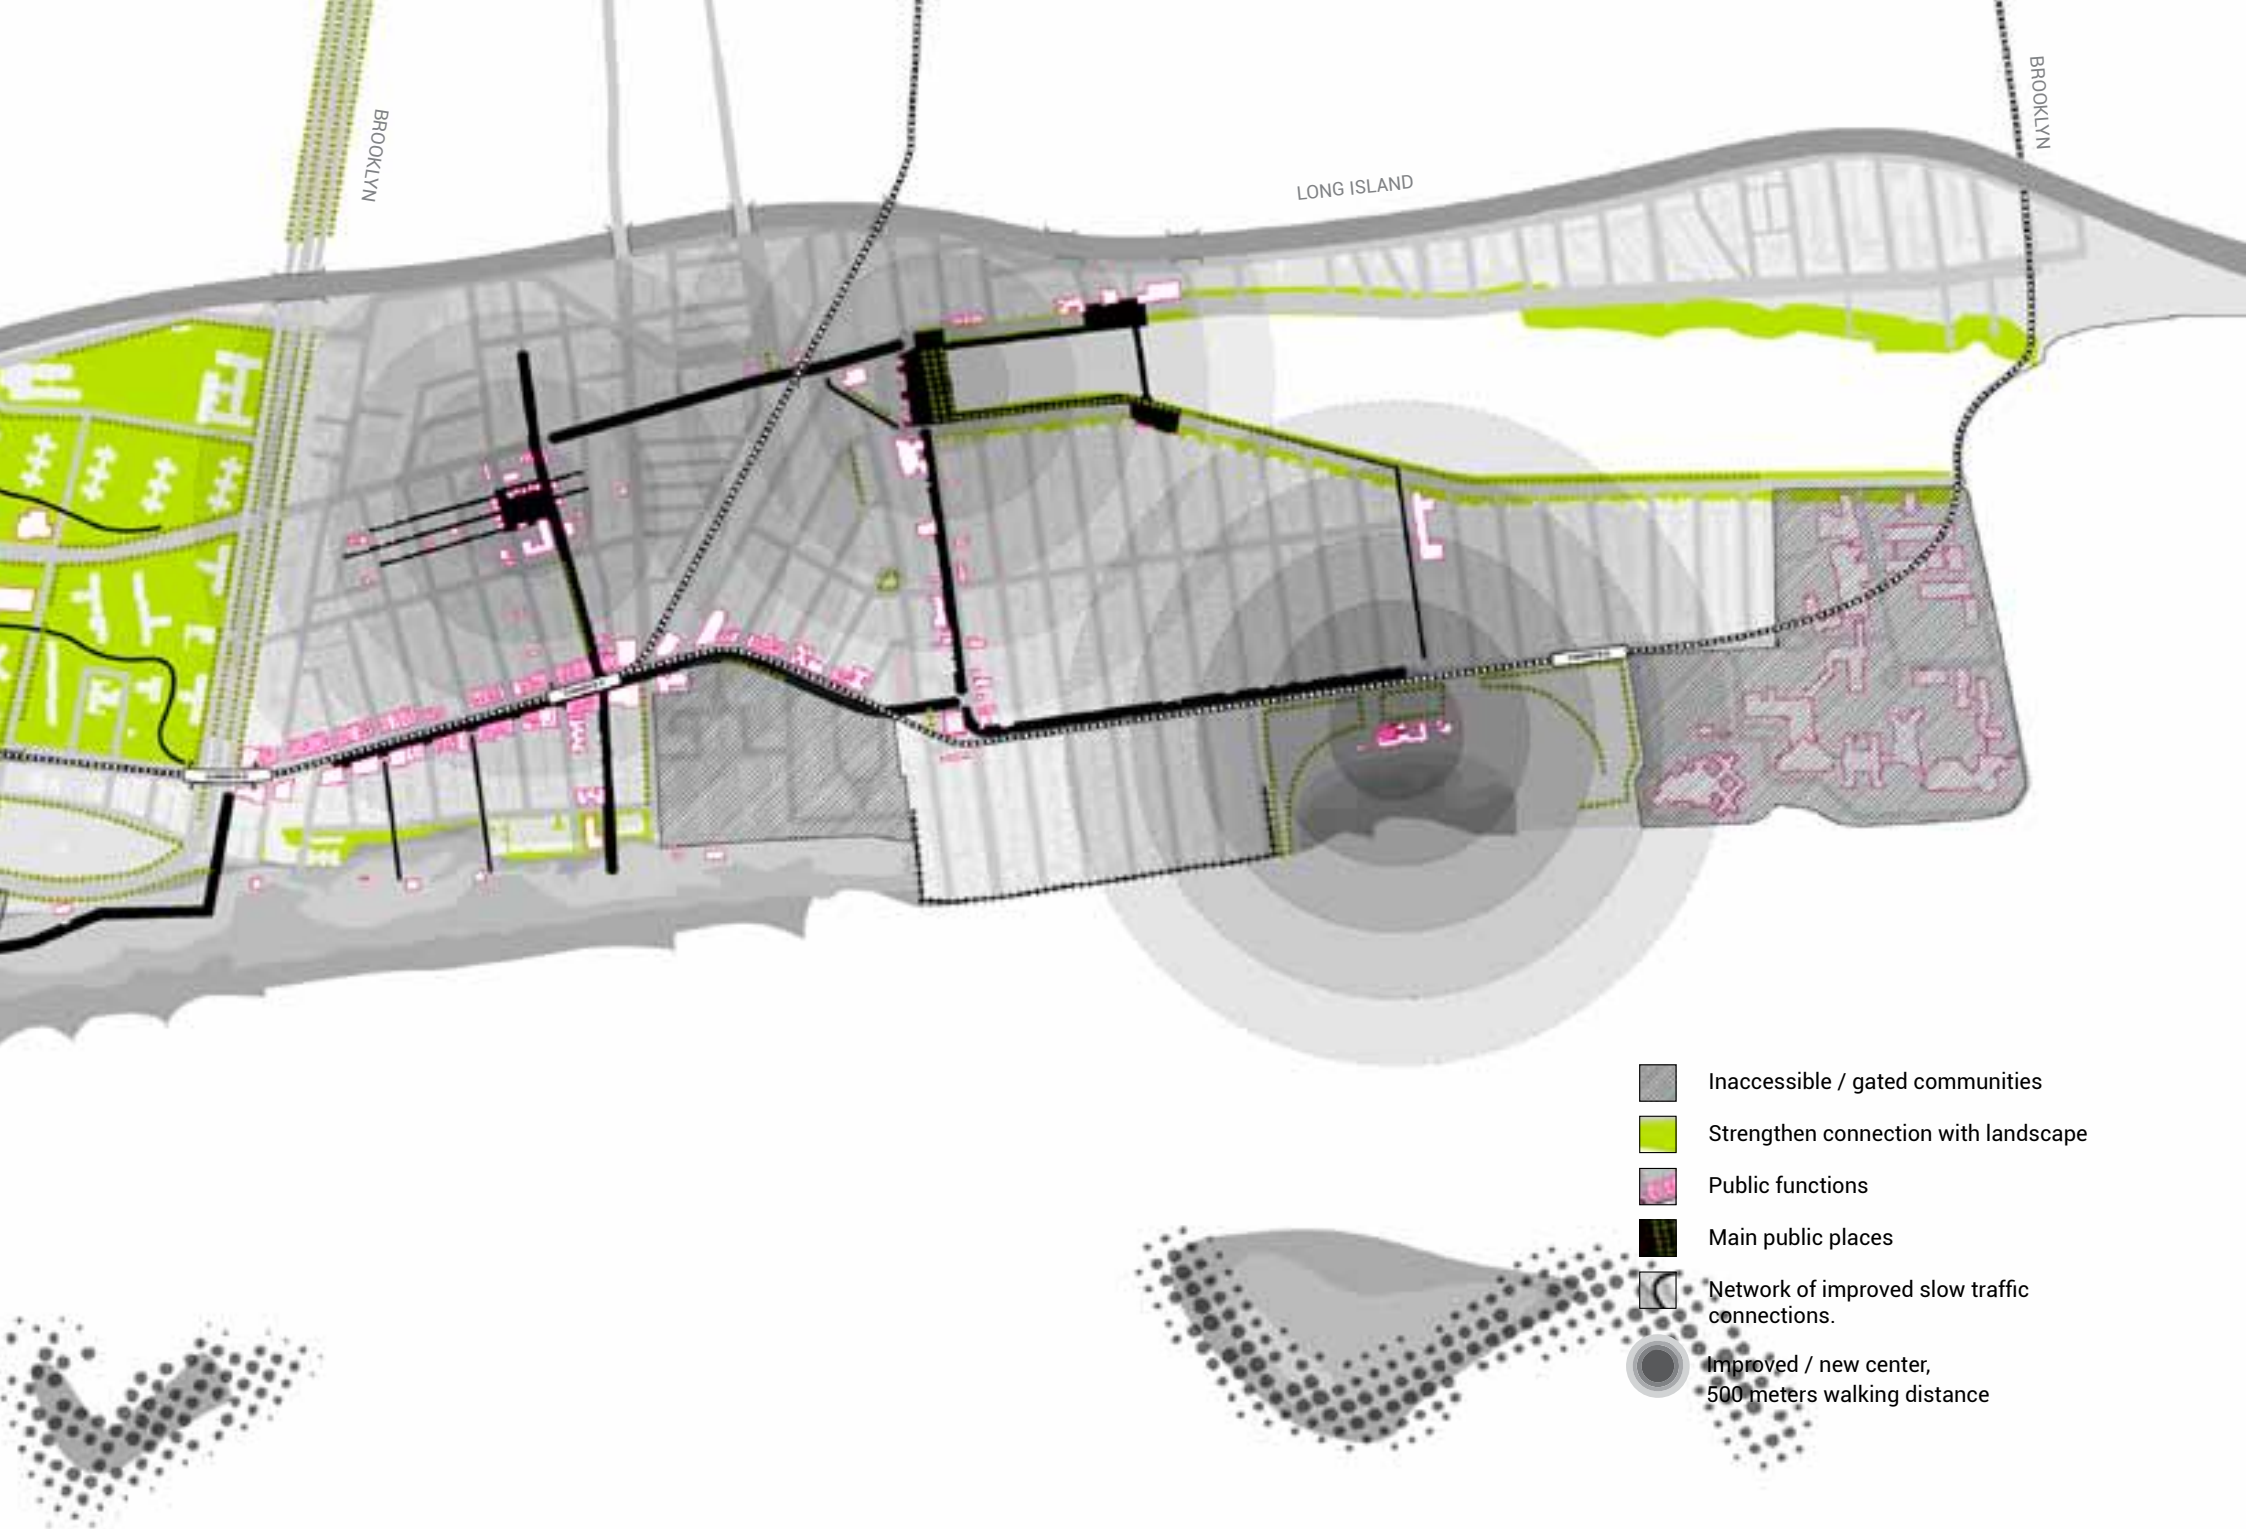 BROOKLYN
BROOKLYN
LONG ISLAND
Inaccessible / gated communities
Strengthen connection with landscape
Public functions
Main public places
Network of improved slow traffic
connections.
Improved / new center,
500 meters walking distance